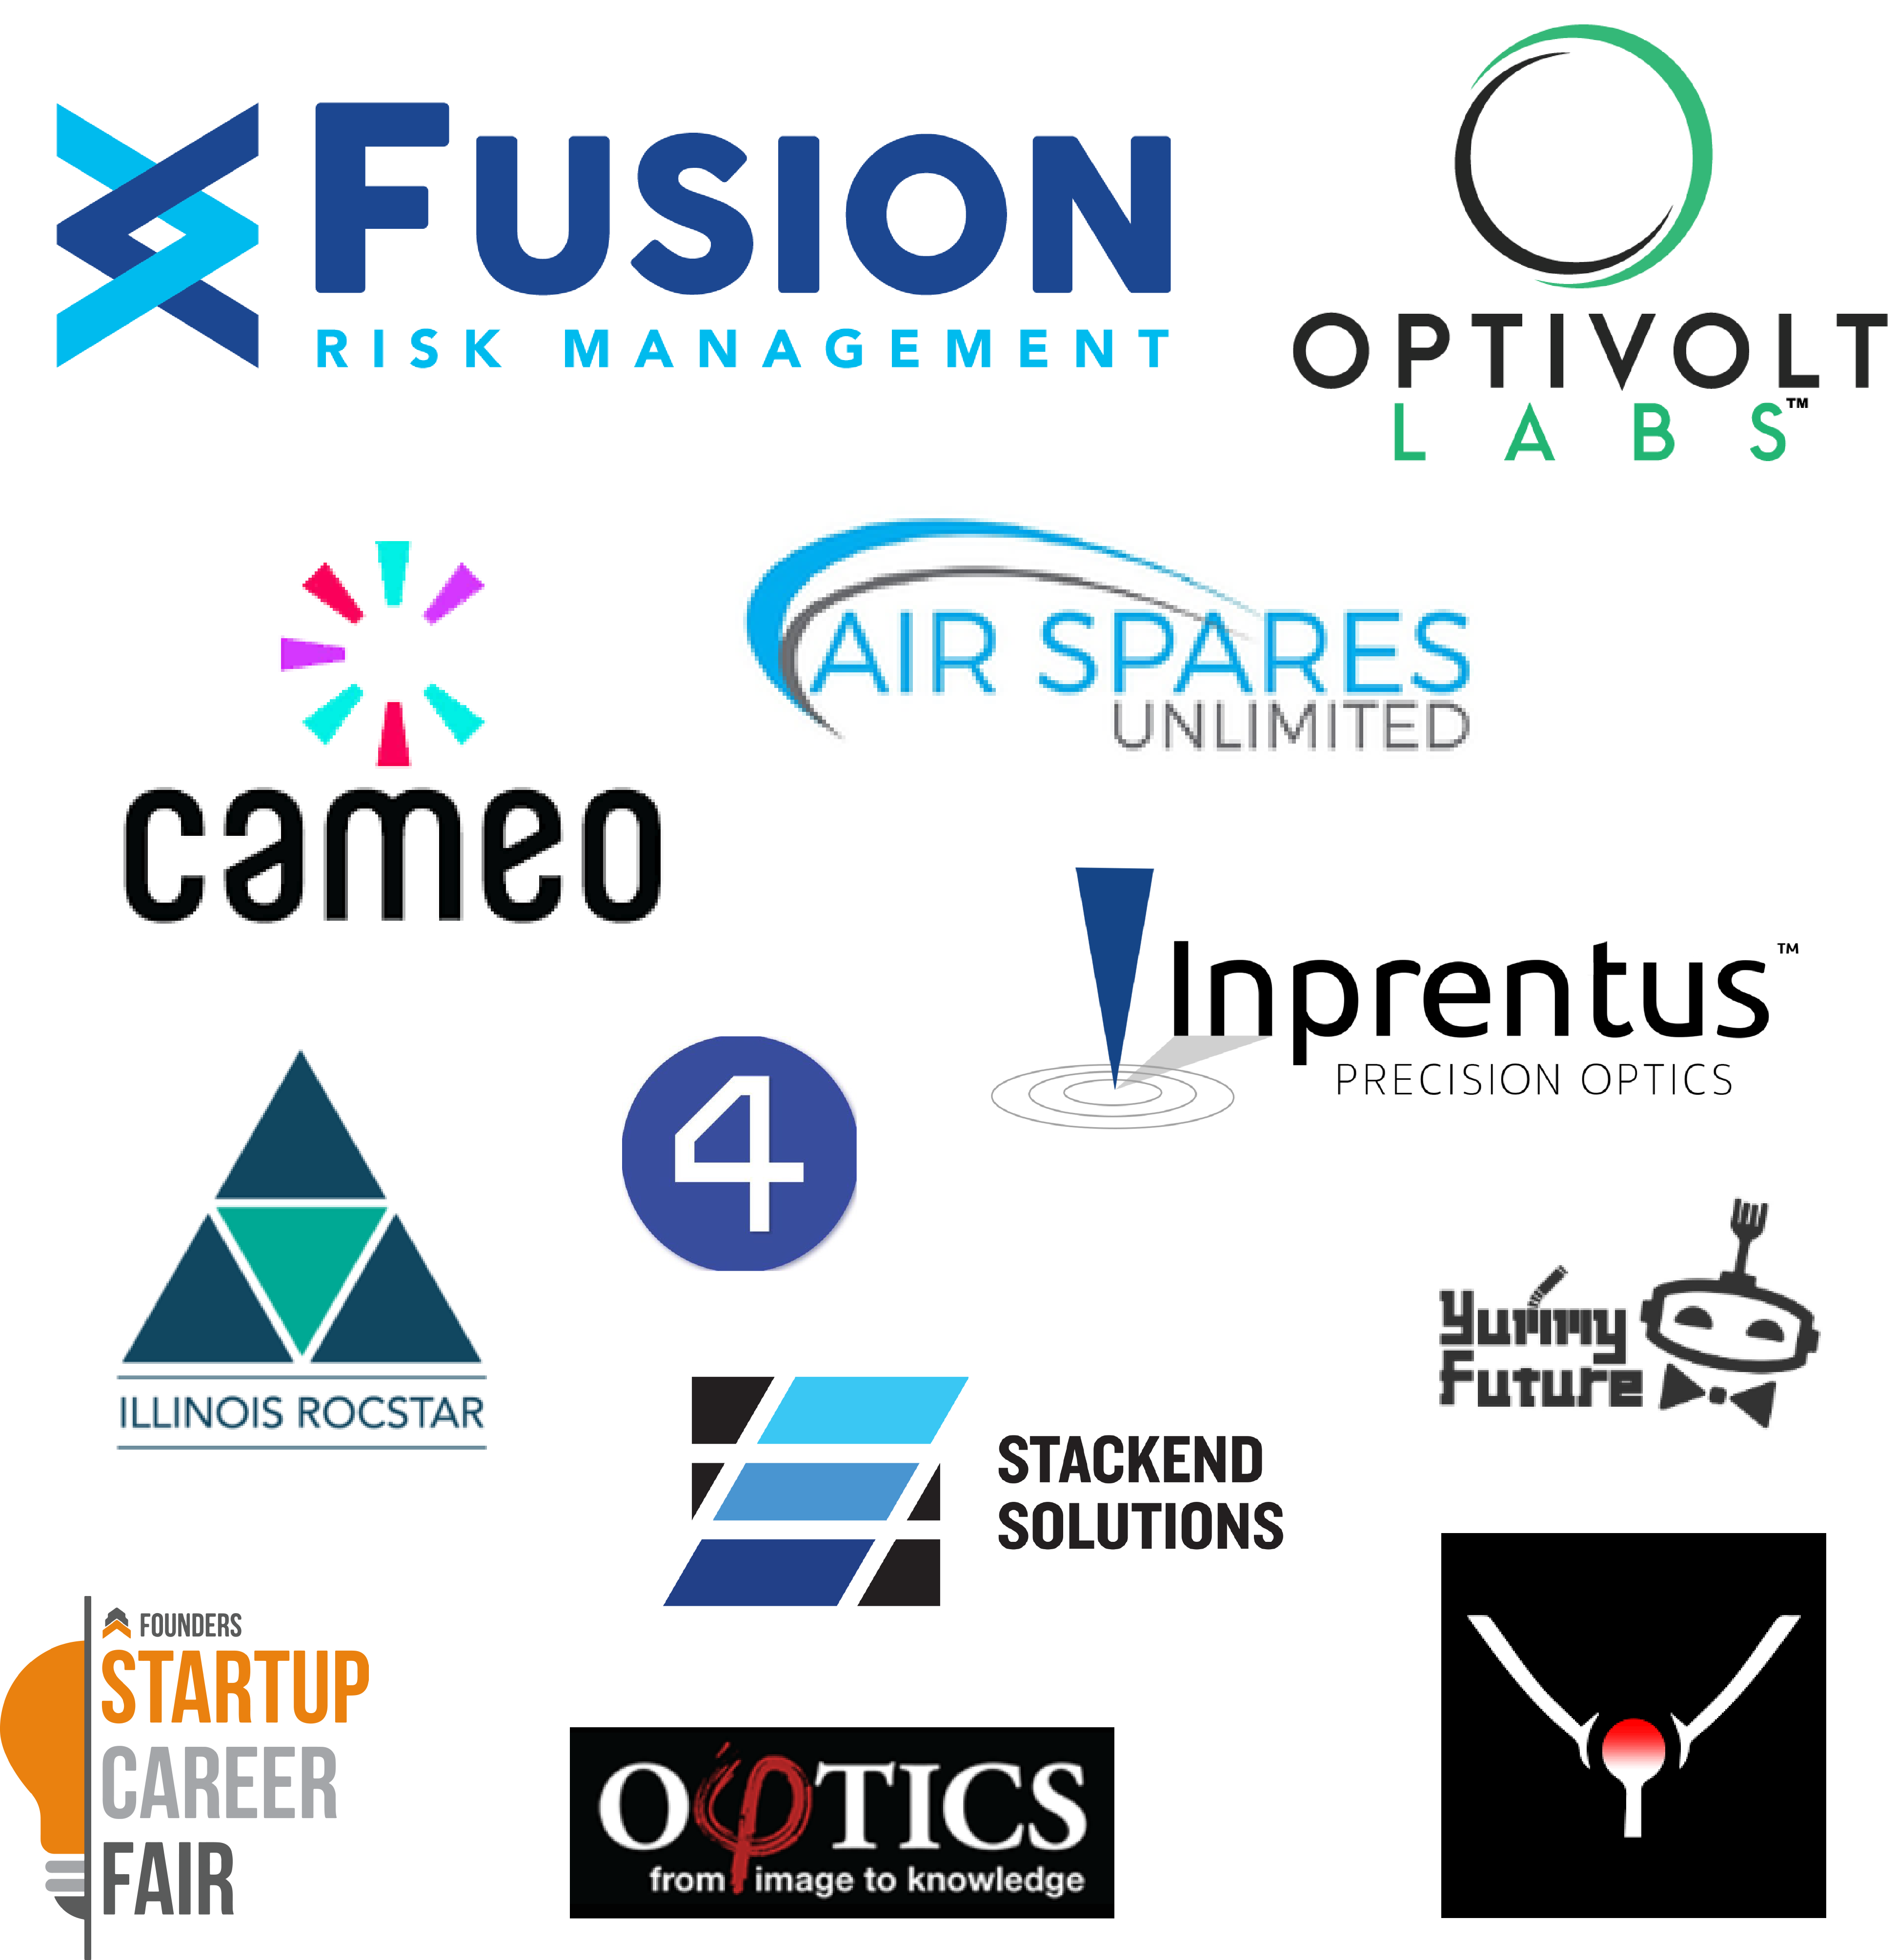 FUSION
RISK MANAGEMENT
OPTIVOLT
LABS™
AIR SPARES
UNLIMITED
cameo
Inprentus™
PRECISION OPTICS
4
ILLINOIS ROCSTAR
Yummy
Future
STACKEND
SOLUTIONS
FOUNDERS
STARTUP
CAREER
FAIR
OφTICS
from image to knowledge